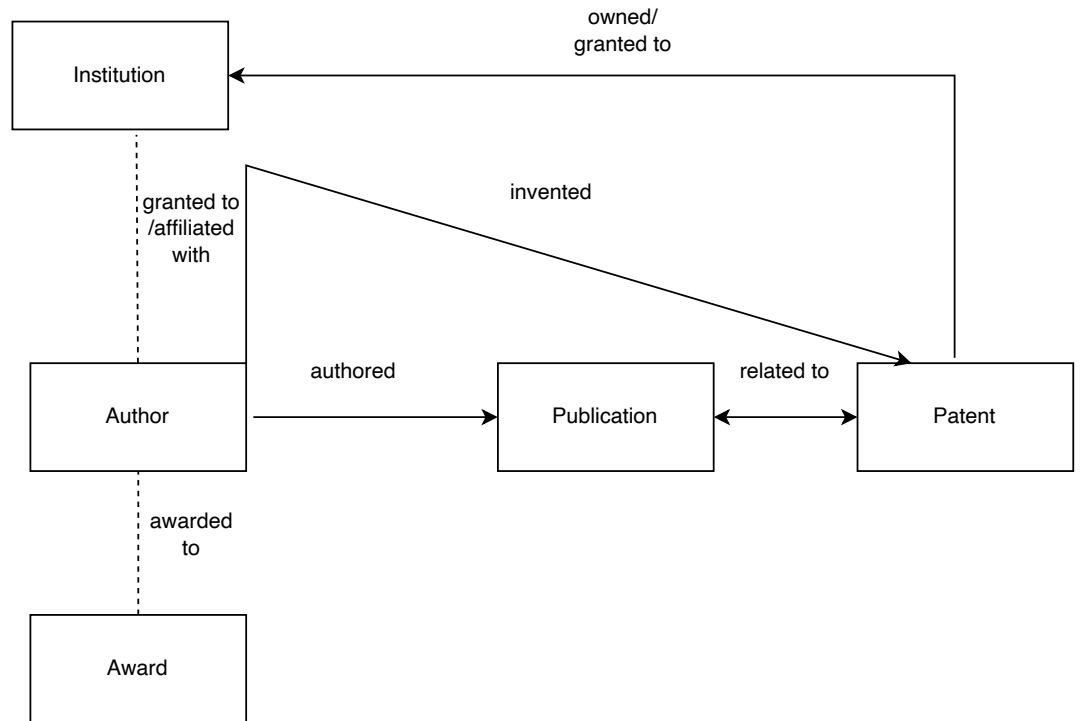 owned/
granted to
Institution
granted to
/affiliated
with
invented
authored
related to
Author
Publication
Patent
awarded
to
Award